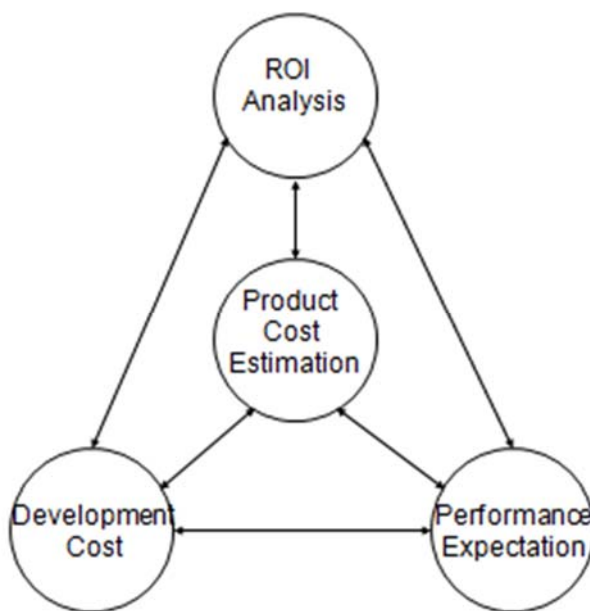 ROI
Analysis
Product
Cost
Estimation
Development
Cost
Performance
Expectation